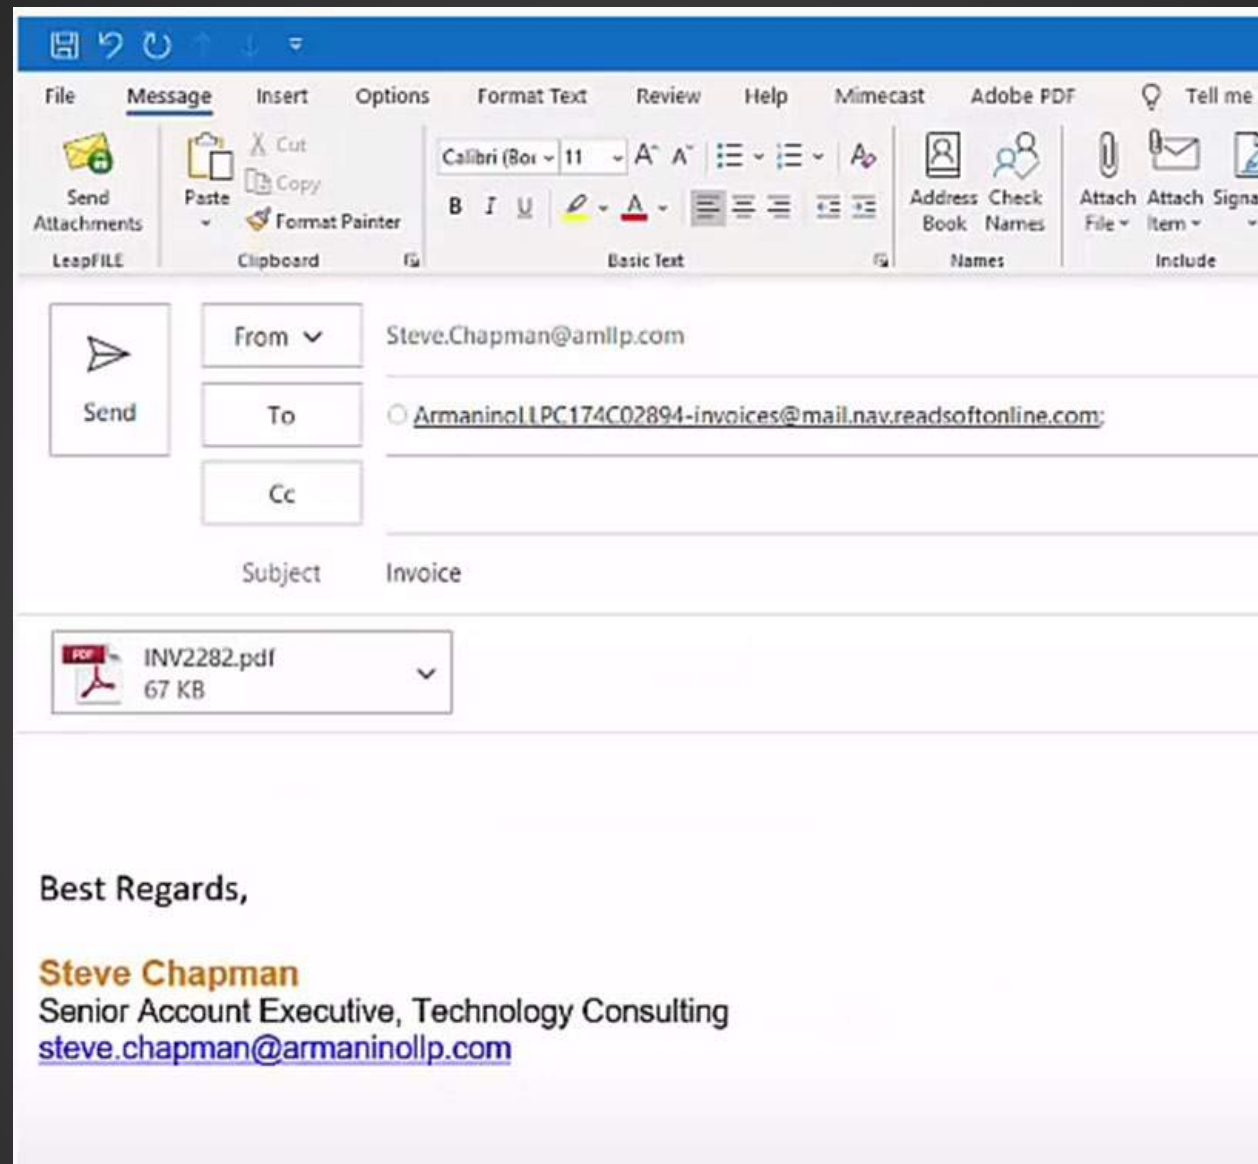 File Message Insert Options Format Text Review Help Mimecast Adobe PDF Tell me
Send Attachments
LeapFILE
Paste
Cut
Copy
Format Painter
Clipboard
Calibri (Bo 11
B I U
Basic Text
Address Book
Check Names
Names
Attach File
Attach Item
Signa
Include
Send
From
Steve.Chapman@amllp.com
To
ArmaninoLLPC174C02894-invoices@mail.nav.readsoftonline.com;
Cc
Subject
Invoice
PDF
INV2282.pdf
67 KB
Best Regards,
Steve Chapman
Senior Account Executive, Technology Consulting
steve.chapman@armaninollp.com